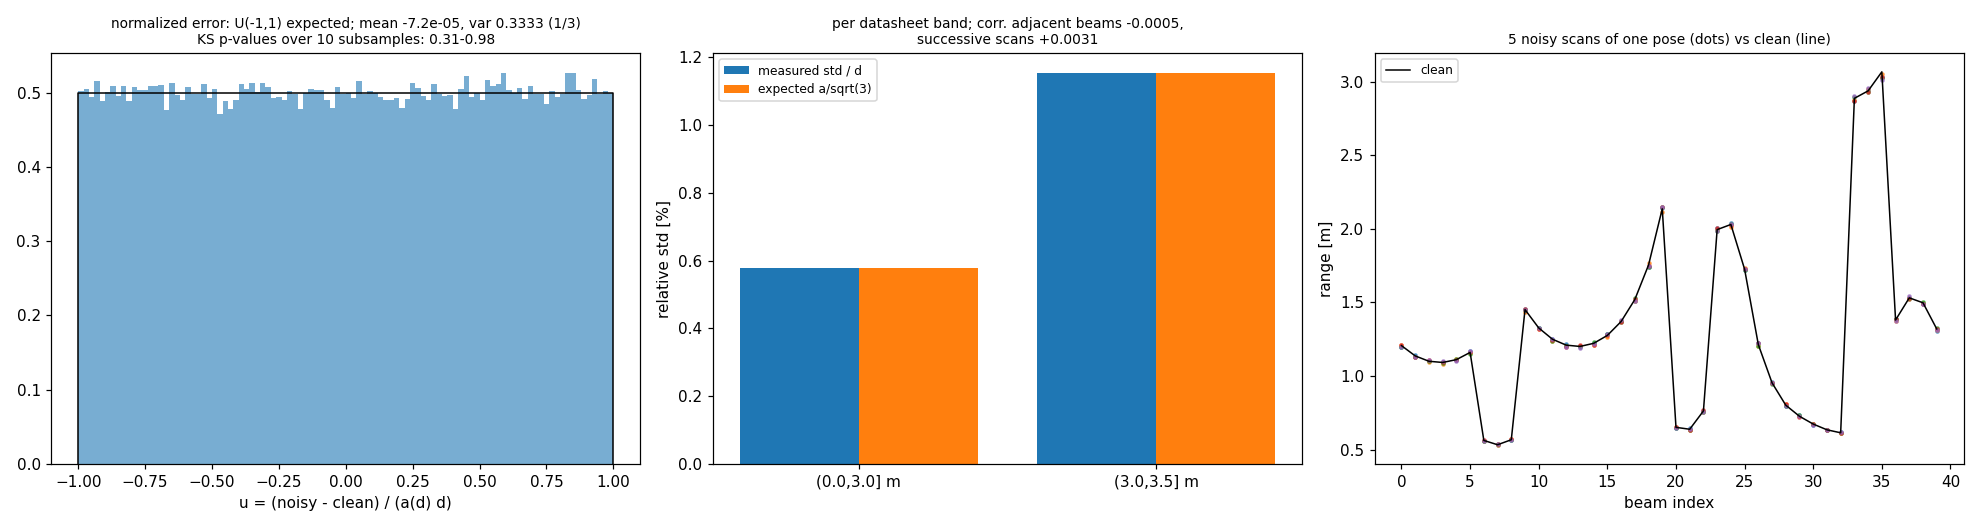 normalized error: U(-1,1) expected; mean -7.2e-05, var 0.3333 (1/3)
KS p-values over 10 subsamples: 0.31-0.98
0.5
0.4
0.3
0.2
0.1
0.0
−1.00 −0.75 −0.50 −0.25 0.00 0.25 0.50 0.75 1.00
u = (noisy - clean) / (a(d) d)
per datasheet band; corr. adjacent beams -0.0005,
successive scans +0.0031
measured std / d
expected a/sqrt(3)
relative std [%]
1.2
1.0
0.8
0.6
0.4
0.2
0.0
(0.0,3.0] m (3.0,3.5] m
5 noisy scans of one pose (dots) vs clean (line)
clean
range [m]
3.0
2.5
2.0
1.5
1.0
0.5
0 5 10 15 20 25 30 35 40
beam index